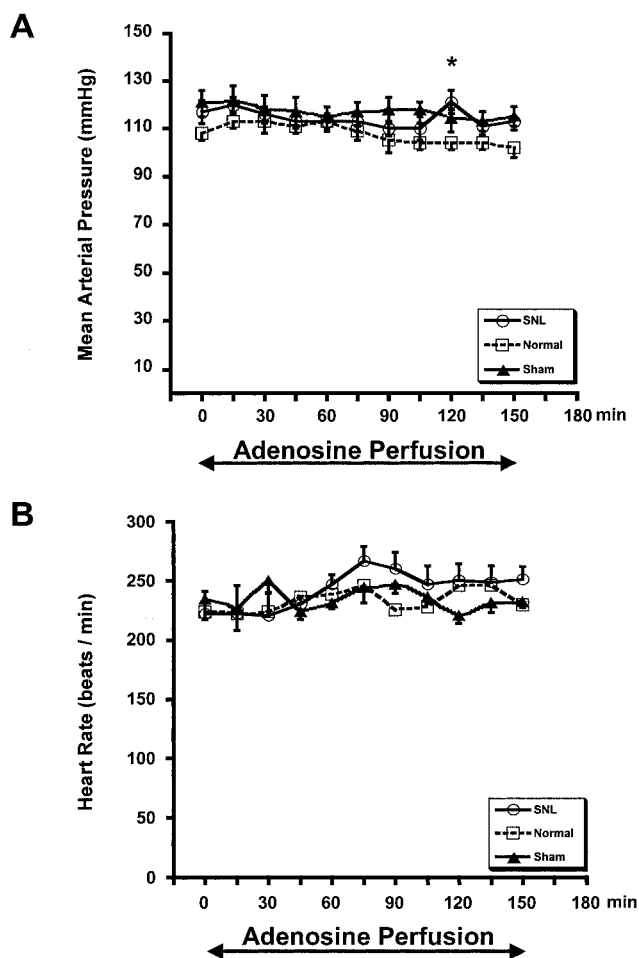 A
Mean Arterial Pressure (mmHg)
150
130
110
90
70
50
30
10
*
SNL
Normal
Sham
0 30 60 90 120 150 180 min
Adenosine Perfusion
B
Heart Rate (beats / min)
300
250
200
150
100
50
0
SNL
Normal
Sham
0 30 60 90 120 150 180 min
Adenosine Perfusion